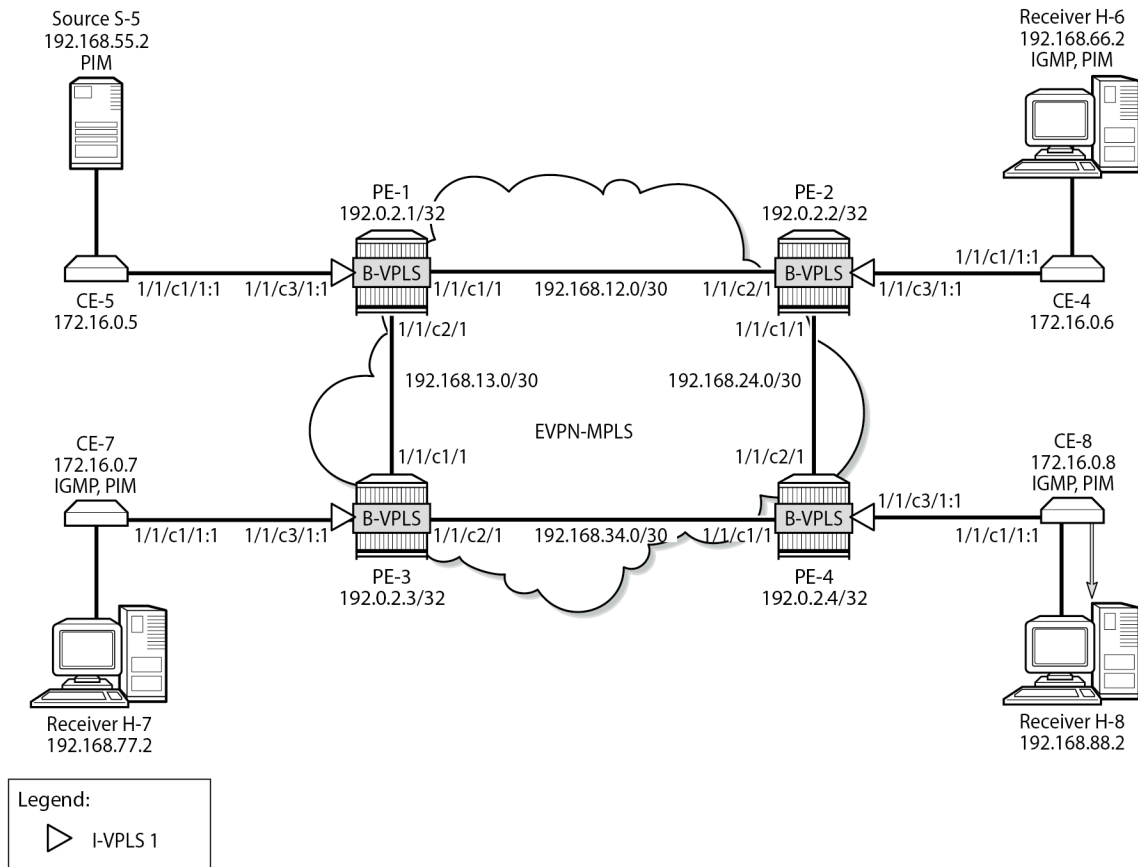 Source S-5
192.168.55.2
PIM
Receiver H-6
192.168.66.2
IGMP, PIM
PE-1
192.0.2.1/32
PE-2
192.0.2.2/32
B-VPLS
B-VPLS
1/1/c1/1:1
1/1/c3/1:1
1/1/c1/1
192.168.12.0/30
1/1/c2/1
1/1/c3/1:1
1/1/c1/1:1
CE-5
172.16.0.5
CE-4
172.16.0.6
1/1/c2/1
1/1/c1/1
192.168.13.0/30
192.168.24.0/30
EVPN-MPLS
CE-7
172.16.0.7
IGMP, PIM
1/1/c1/1
1/1/c2/1
CE-8
172.16.0.8
IGMP, PIM
1/1/c3/1:1
B-VPLS
B-VPLS
1/1/c1/1:1
1/1/c3/1:1
1/1/c2/1
192.168.34.0/30
1/1/c1/1
1/1/c1/1:1
PE-3
192.0.2.3/32
PE-4
192.0.2.4/32
Receiver H-7
192.168.77.2
Receiver H-8
192.168.88.2
Legend:
I-VPLS 1